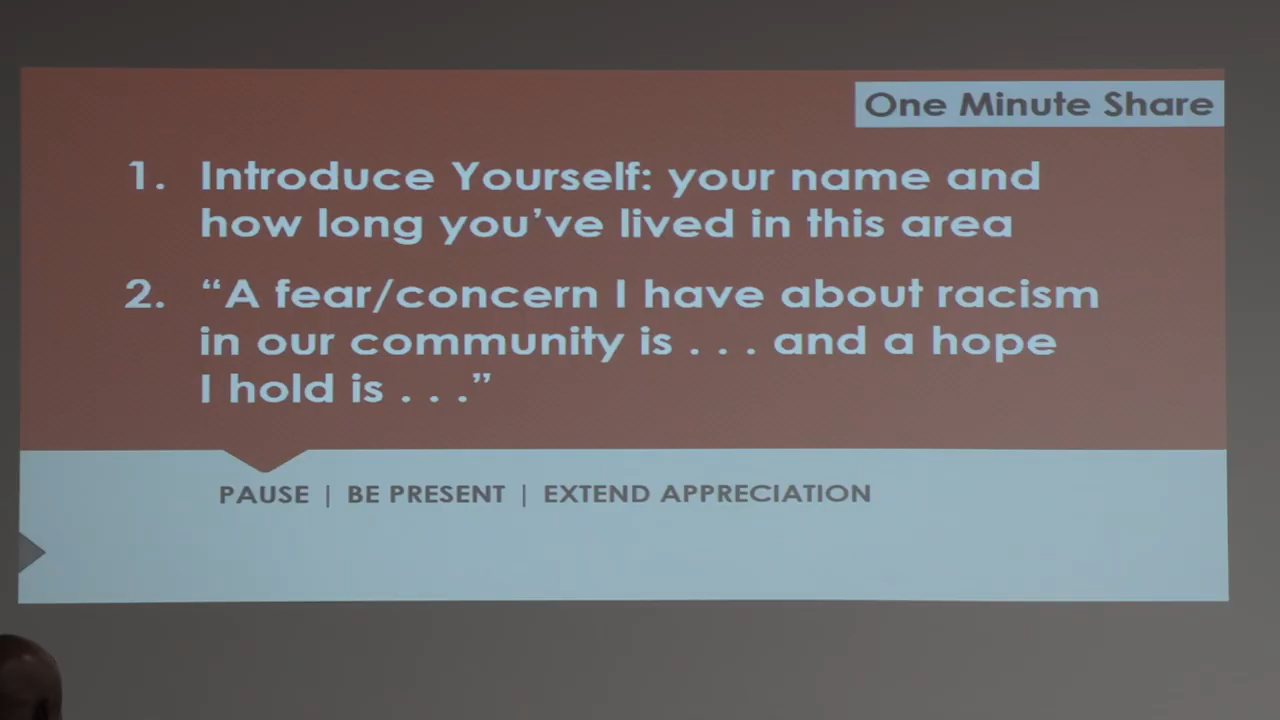 One Minute Share
1. Introduce Yourself: your name and
how long you’ve lived in this area
2. “A fear/concern I have about racism
in our community is . . . and a hope
I hold is . . .”
PAUSE | BE PRESENT | EXTEND APPRECIATION